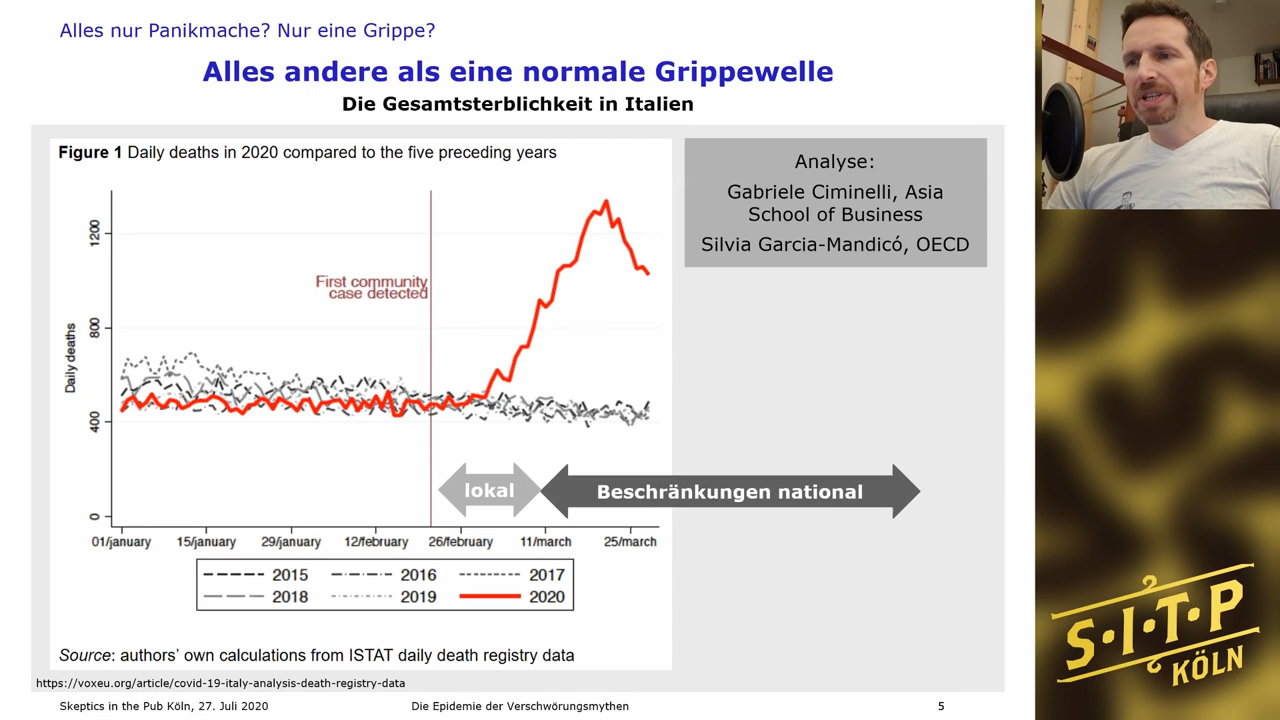 Alles nur Panikmache? Nur eine Grippe?
Alles andere als eine normale Grippewelle
Die Gesamtsterblichkeit in Italien
Figure 1 Daily deaths in 2020 compared to the five preceding years
Analyse:
Gabriele Ciminelli, Asia
School of Business
Silvia Garcia-Mandicó, OECD
Daily deaths
1200
800
400
0
First community
case detected
lokal
Beschränkungen national
01/january 15/january 29/january 12/february 26/february 11/march 25/march
2015 2016 2017
2018 2019 2020
Source: authors' own calculations from ISTAT daily death registry data
https://voxeu.org/article/covid-19-italy-analysis-death-registry-data
Skeptics in the Pub Köln, 27. Juli 2020 Die Epidemie der Verschwörungsmythen 5
S·I·T·P
KÖLN